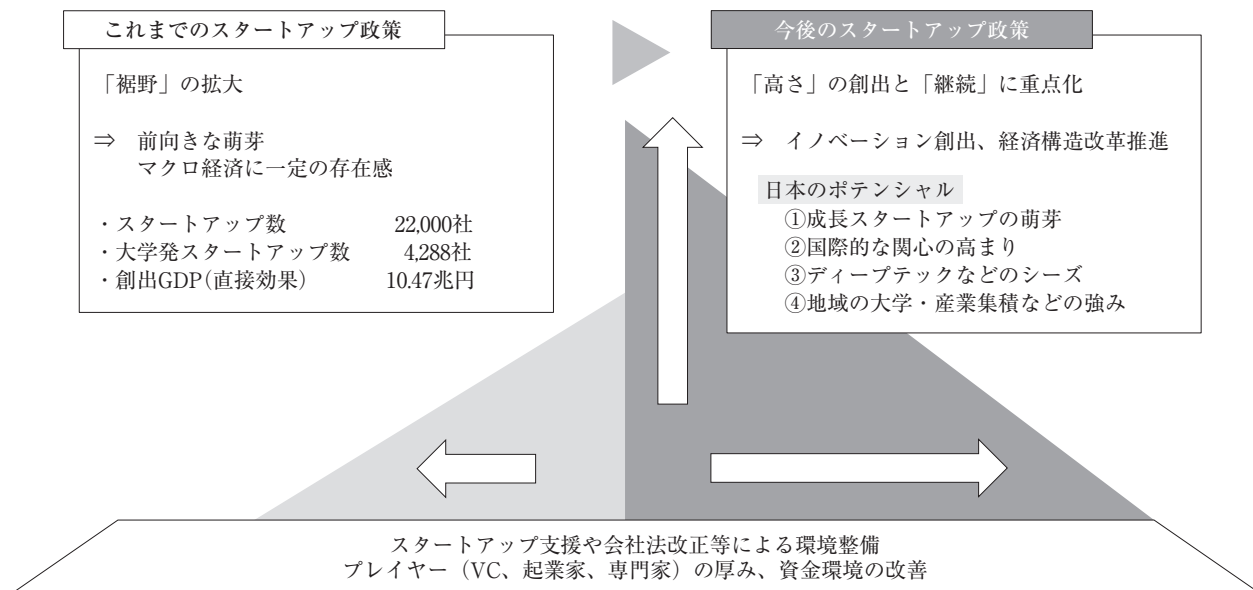 これまでのスタートアップ政策
「裾野」の拡大
⇒ 前向きな萌芽
マクロ経済に一定の存在感
・スタートアップ数 22,000社
・大学発スタートアップ数 4,288社
・創出GDP(直接効果) 10.47兆円
今後のスタートアップ政策
「高さ」の創出と「継続」に重点化
⇒ イノベーション創出、経済構造改革推進
日本のポテンシャル
①成長スタートアップの萌芽
②国際的な関心の高まり
③ディープテックなどのシーズ
④地域の大学・産業集積などの強み
スタートアップ支援や会社法改正等による環境整備
プレイヤー（VC、起業家、専門家）の厚み、資金環境の改善